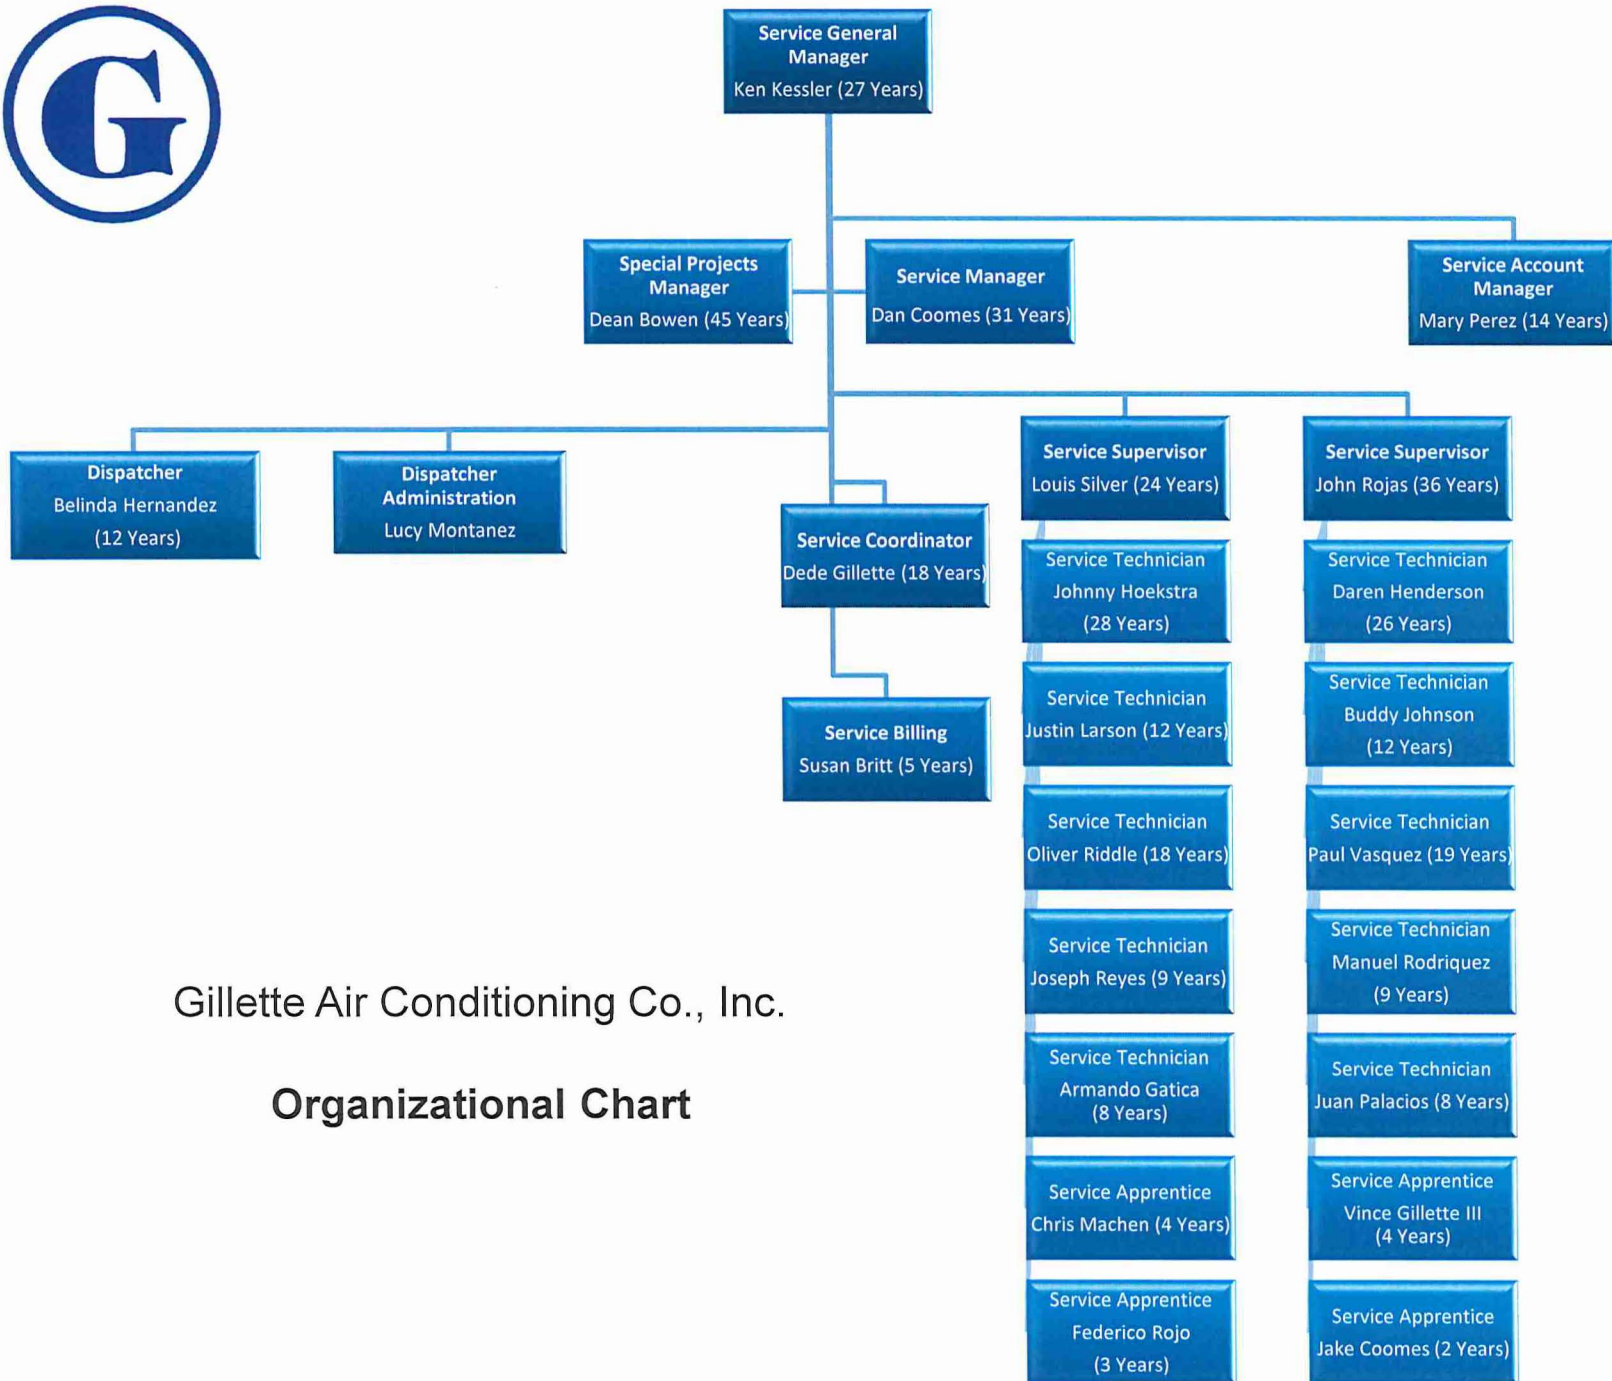 G
Service General
Manager
Ken Kessler (27 Years)
Special Projects
Manager
Dean Bowen (45 Years)
Service Manager
Dan Coomes (31 Years)
Service Account
Manager
Mary Perez (14 Years)
Dispatcher
Belinda Hernandez
(12 Years)
Dispatcher
Administration
Lucy Montanez
Service Coordinator
Dede Gillette (18 Years)
Service Billing
Susan Britt (5 Years)
Service Supervisor
Louis Silver (24 Years)
Service Technician
Johnny Hoekstra
(28 Years)
Service Technician
Justin Larson (12 Years)
Service Technician
Oliver Riddle (18 Years)
Service Technician
Joseph Reyes (9 Years)
Service Technician
Armando Gatica
(8 Years)
Service Apprentice
Chris Machen (4 Years)
Service Apprentice
Federico Rojo
(3 Years)
Service Supervisor
John Rojas (36 Years)
Service Technician
Daren Henderson
(26 Years)
Service Technician
Buddy Johnson
(12 Years)
Service Technician
Paul Vasquez (19 Years)
Service Technician
Manuel Rodriquez
(9 Years)
Service Technician
Juan Palacios (8 Years)
Service Apprentice
Vince Gillette III
(4 Years)
Service Apprentice
Jake Coomes (2 Years)
Gillette Air Conditioning Co., Inc.
Organizational Chart